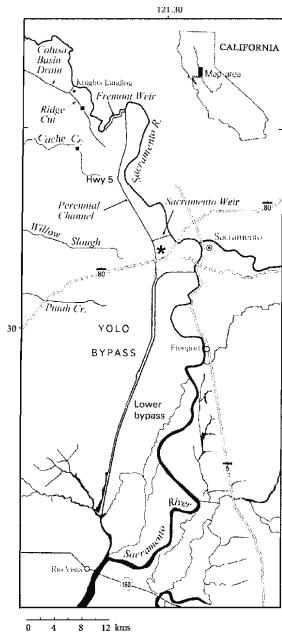 121.30
CALIFORNIA
Map area
Colusa
Basin
Drain
Knights Landing
Fremont Weir
Ridge
Cut
Cache Cr.
Sacramento R.
Hwy 5
Perennial
Channel
Sacramento Weir
80
Willow
Slough
*
Sacramento
80
Putah Cr.
30
YOLO
BYPASS
Freeport
Lower
bypass
5
River
Sacramento
Rio Vista
160
0 4 8 12 kms